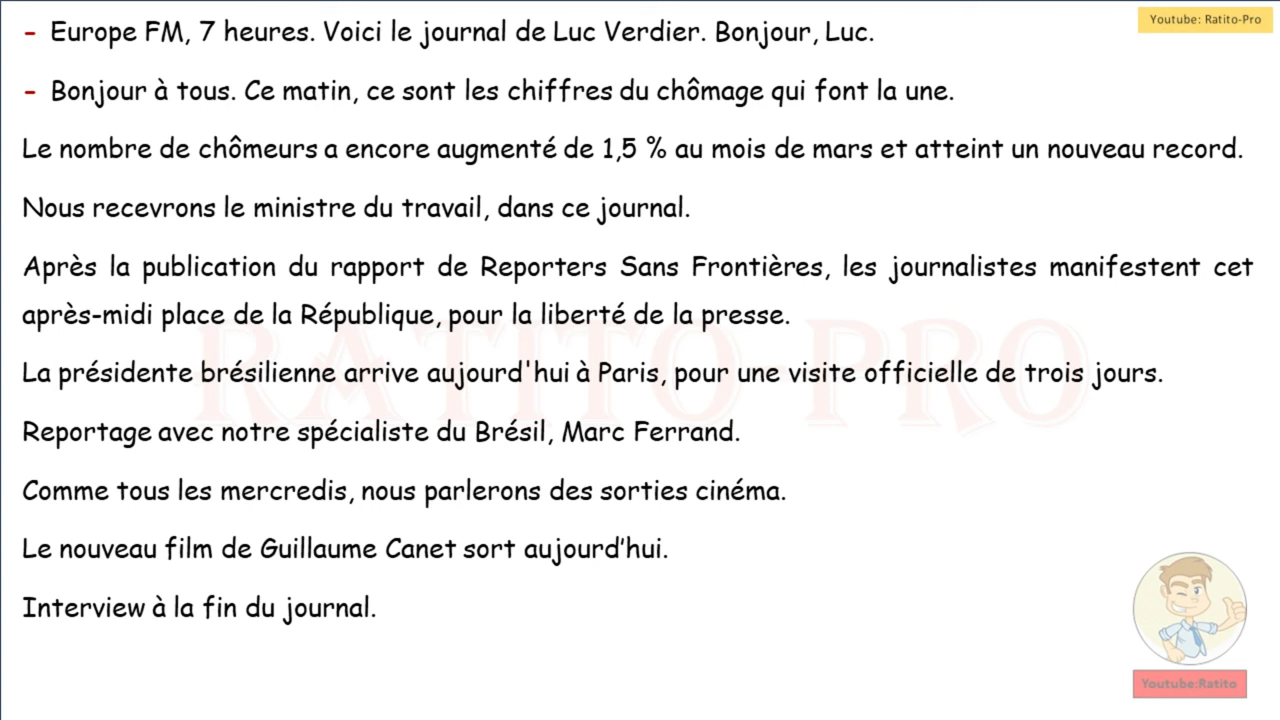 Youtube: Ratito-Pro
- Europe FM, 7 heures. Voici le journal de Luc Verdier. Bonjour, Luc.
- Bonjour à tous. Ce matin, ce sont les chiffres du chômage qui font la une.
Le nombre de chômeurs a encore augmenté de 1,5 % au mois de mars et atteint un nouveau record.
Nous recevrons le ministre du travail, dans ce journal.
Après la publication du rapport de Reporters Sans Frontières, les journalistes manifestent cet
après-midi place de la République, pour la liberté de la presse.
La présidente brésilienne arrive aujourd'hui à Paris, pour une visite officielle de trois jours.
RATITO PRO
Reportage avec notre spécialiste du Brésil, Marc Ferrand.
Comme tous les mercredis, nous parlerons des sorties cinéma.
Le nouveau film de Guillaume Canet sort aujourd’hui.
Interview à la fin du journal.
Youtube:Ratito